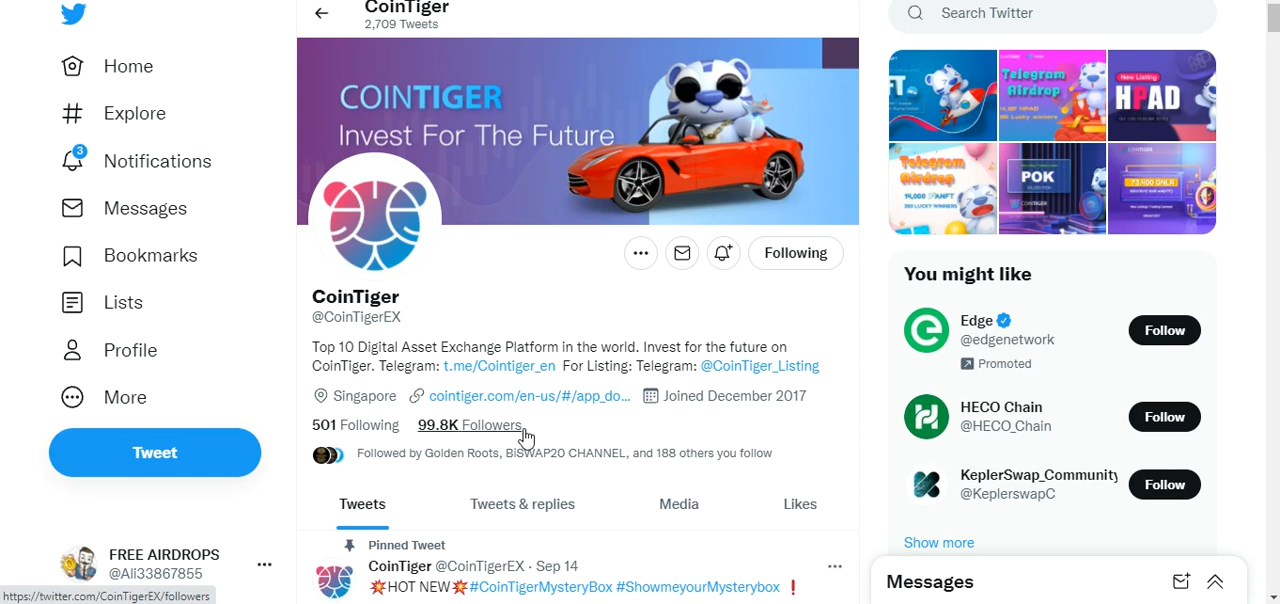 CoinTiger
2,709 Tweets
Search Twitter
Home
Explore
3
Notifications
Messages
Bookmarks
Lists
Profile
More
Tweet
FREE AIRDROPS
@Ali33867855
https://twitter.com/CoinTigerEX/followers
COINTIGER
Invest For The Future
Following
CoinTiger
@CoinTigerEX
Top 10 Digital Asset Exchange Platform in the world. Invest for the future on
CoinTiger. Telegram: t.me/Cointiger_en For Listing: Telegram: @CoinTiger_Listing
Singapore cointiger.com/en-us/#/app_do... Joined December 2017
501 Following 99.8K Followers
Followed by Golden Roots, BiSWAP20 CHANNEL, and 188 others you follow
Tweets Tweets & replies Media Likes
Pinned Tweet
CoinTiger @CoinTigerEX · Sep 14
💥HOT NEW💥#CoinTigerMysteryBox #ShowmeyourMysterybox ❗
Telegram
Airdrop
New Listing
HPAD
Telegram
Airdrop
POK
COINTIGER
73,400 GNLR
You might like
Edge
@edgenetwork
Promoted
Follow
HECO Chain
@HECO_Chain
Follow
KeplerSwap_Community
@KeplerswapC
Follow
Show more
Messages